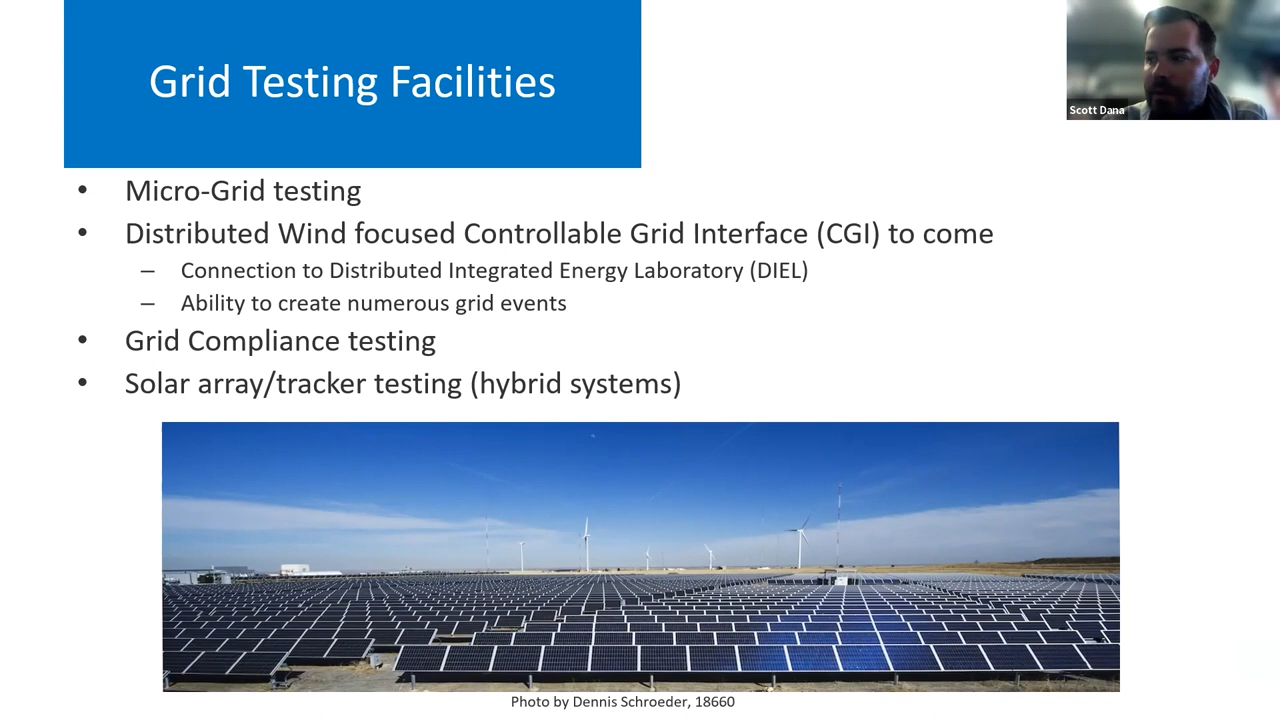 Grid Testing Facilities
Scott Dana
• Micro-Grid testing
• Distributed Wind focused Controllable Grid Interface (CGI) to come
– Connection to Distributed Integrated Energy Laboratory (DIEL)
– Ability to create numerous grid events
• Grid Compliance testing
• Solar array/tracker testing (hybrid systems)
Photo by Dennis Schroeder, 18660